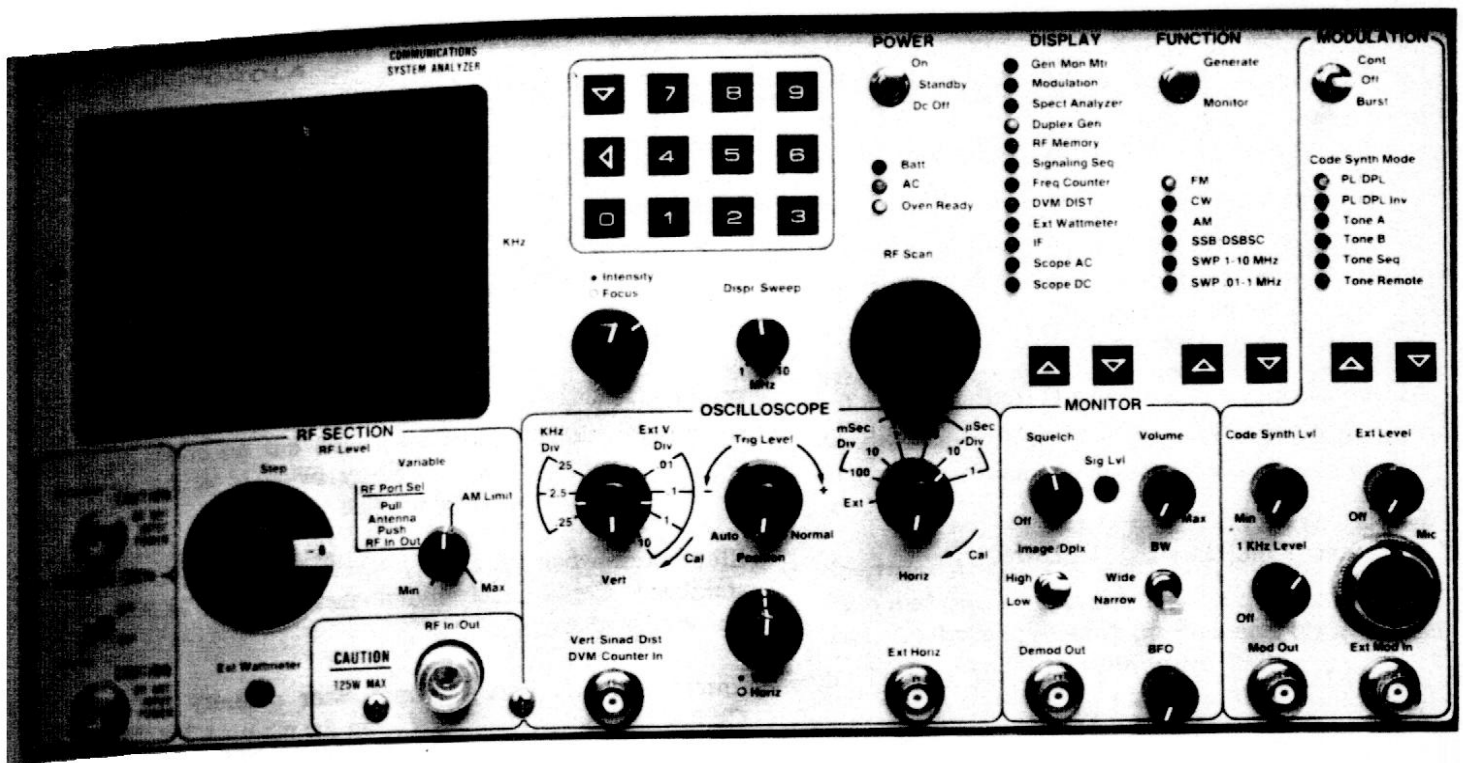 COMMUNICATIONS
SYSTEM ANALYZER
7 8 9
4 5 6
0 1 2 3
KHz
Intensity
Focus
Displ Sweep
1 10
MHz
POWER
On
Standby
Dc Off
Batt
AC
Oven Ready
RF Scan
DISPLAY
Gen Mon Mtr
Modulation
Spect Analyzer
Duplex Gen
RF Memory
Signaling Seq
Freq Counter
DVM DIST
Ext Wattmeter
IF
Scope AC
Scope DC
FUNCTION
Generate
Monitor
FM
CW
AM
SSB/DSBSC
SWP 1-10 MHz
SWP .01-1 MHz
MODULATION
Cont
Off
Burst
Code Synth Mode
PL/DPL
PL/DPL Inv
Tone A
Tone B
Tone Seq
Tone Remote
RF SECTION
RF Level
Step
Variable
RF Port Sel
Pull
Antenna
Push
RF In/Out
AM Limit
Min
Max
-0
Ext Wattmeter
CAUTION
125W MAX
RF In/Out
OSCILLOSCOPE
KHz
Div
25
2.5
.25
Ext V
Div
.01
.1
1
10
Cal
Vert
Trig Level
- +
Auto
Normal
Position
Horiz
mSec
Div
10
100
Ext
µSec
Div
10
1
Cal
Horiz
Vert Sinad Dist
DVM Counter In
Ext Horiz
MONITOR
Squelch
Off
Sig Lvl
Volume
Max
Image/Dplx
High
Low
BW
Wide
Narrow
Demod Out
BFO
Code Synth Lvl
Min
Ext Level
Off
1 KHz Level
Off
Mic
Mod Out
Ext Mod In